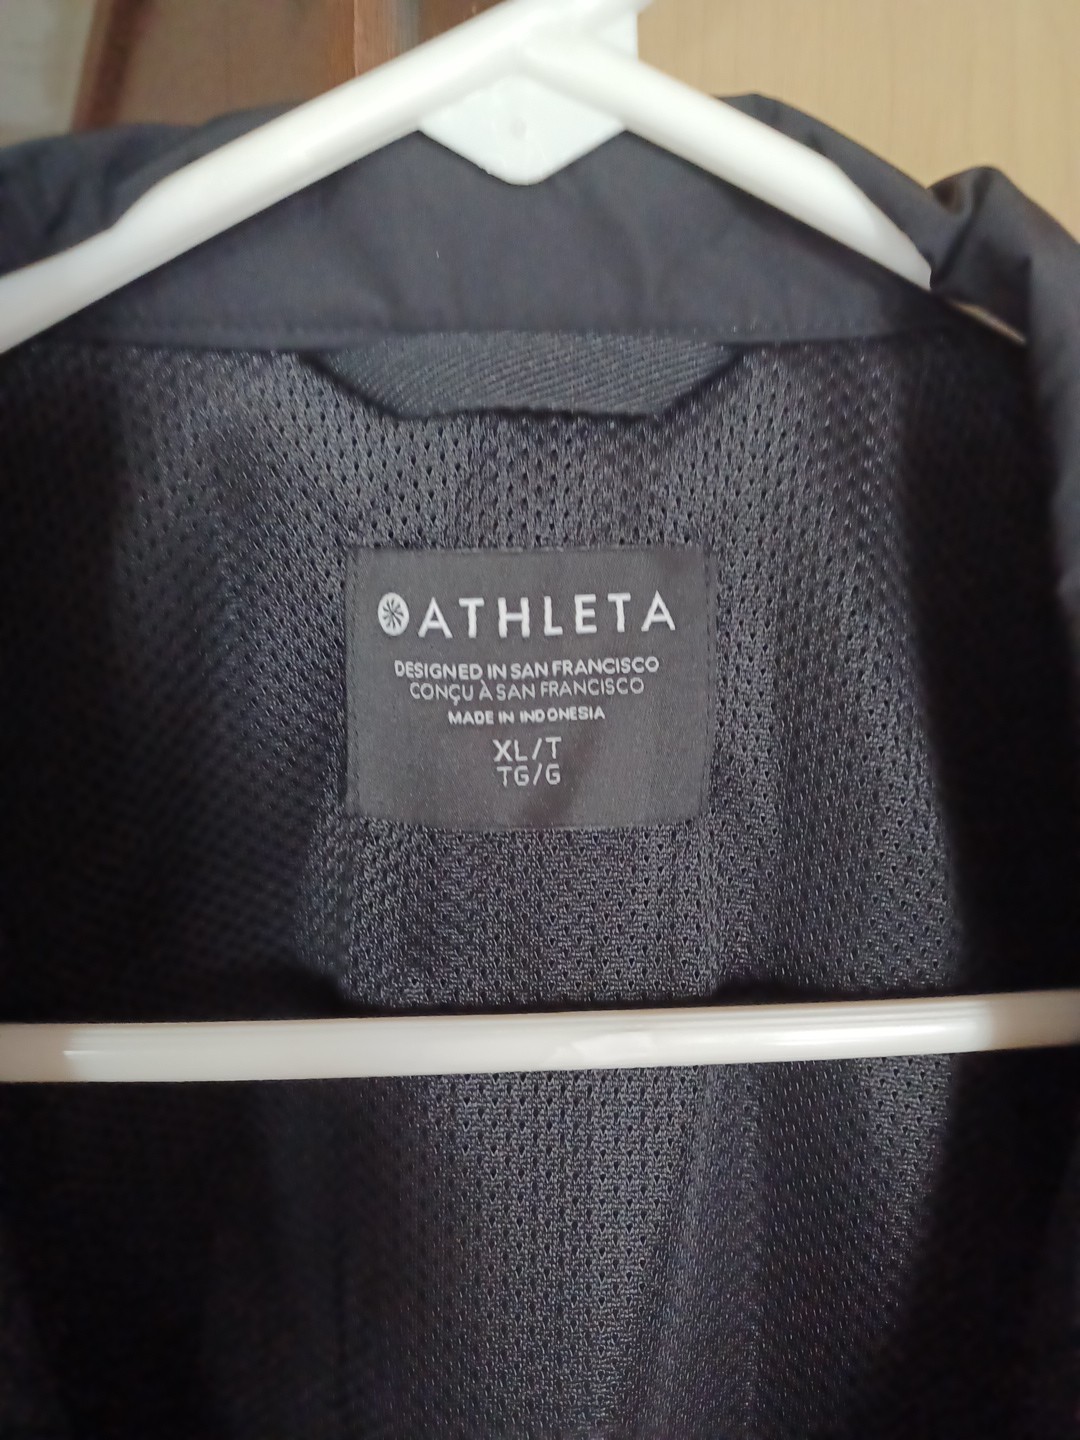 ATHLETA
DESIGNED IN SAN FRANCISCO
CONÇU À SAN FRANCISCO
MADE IN INDONESIA
XL/T
TG/G